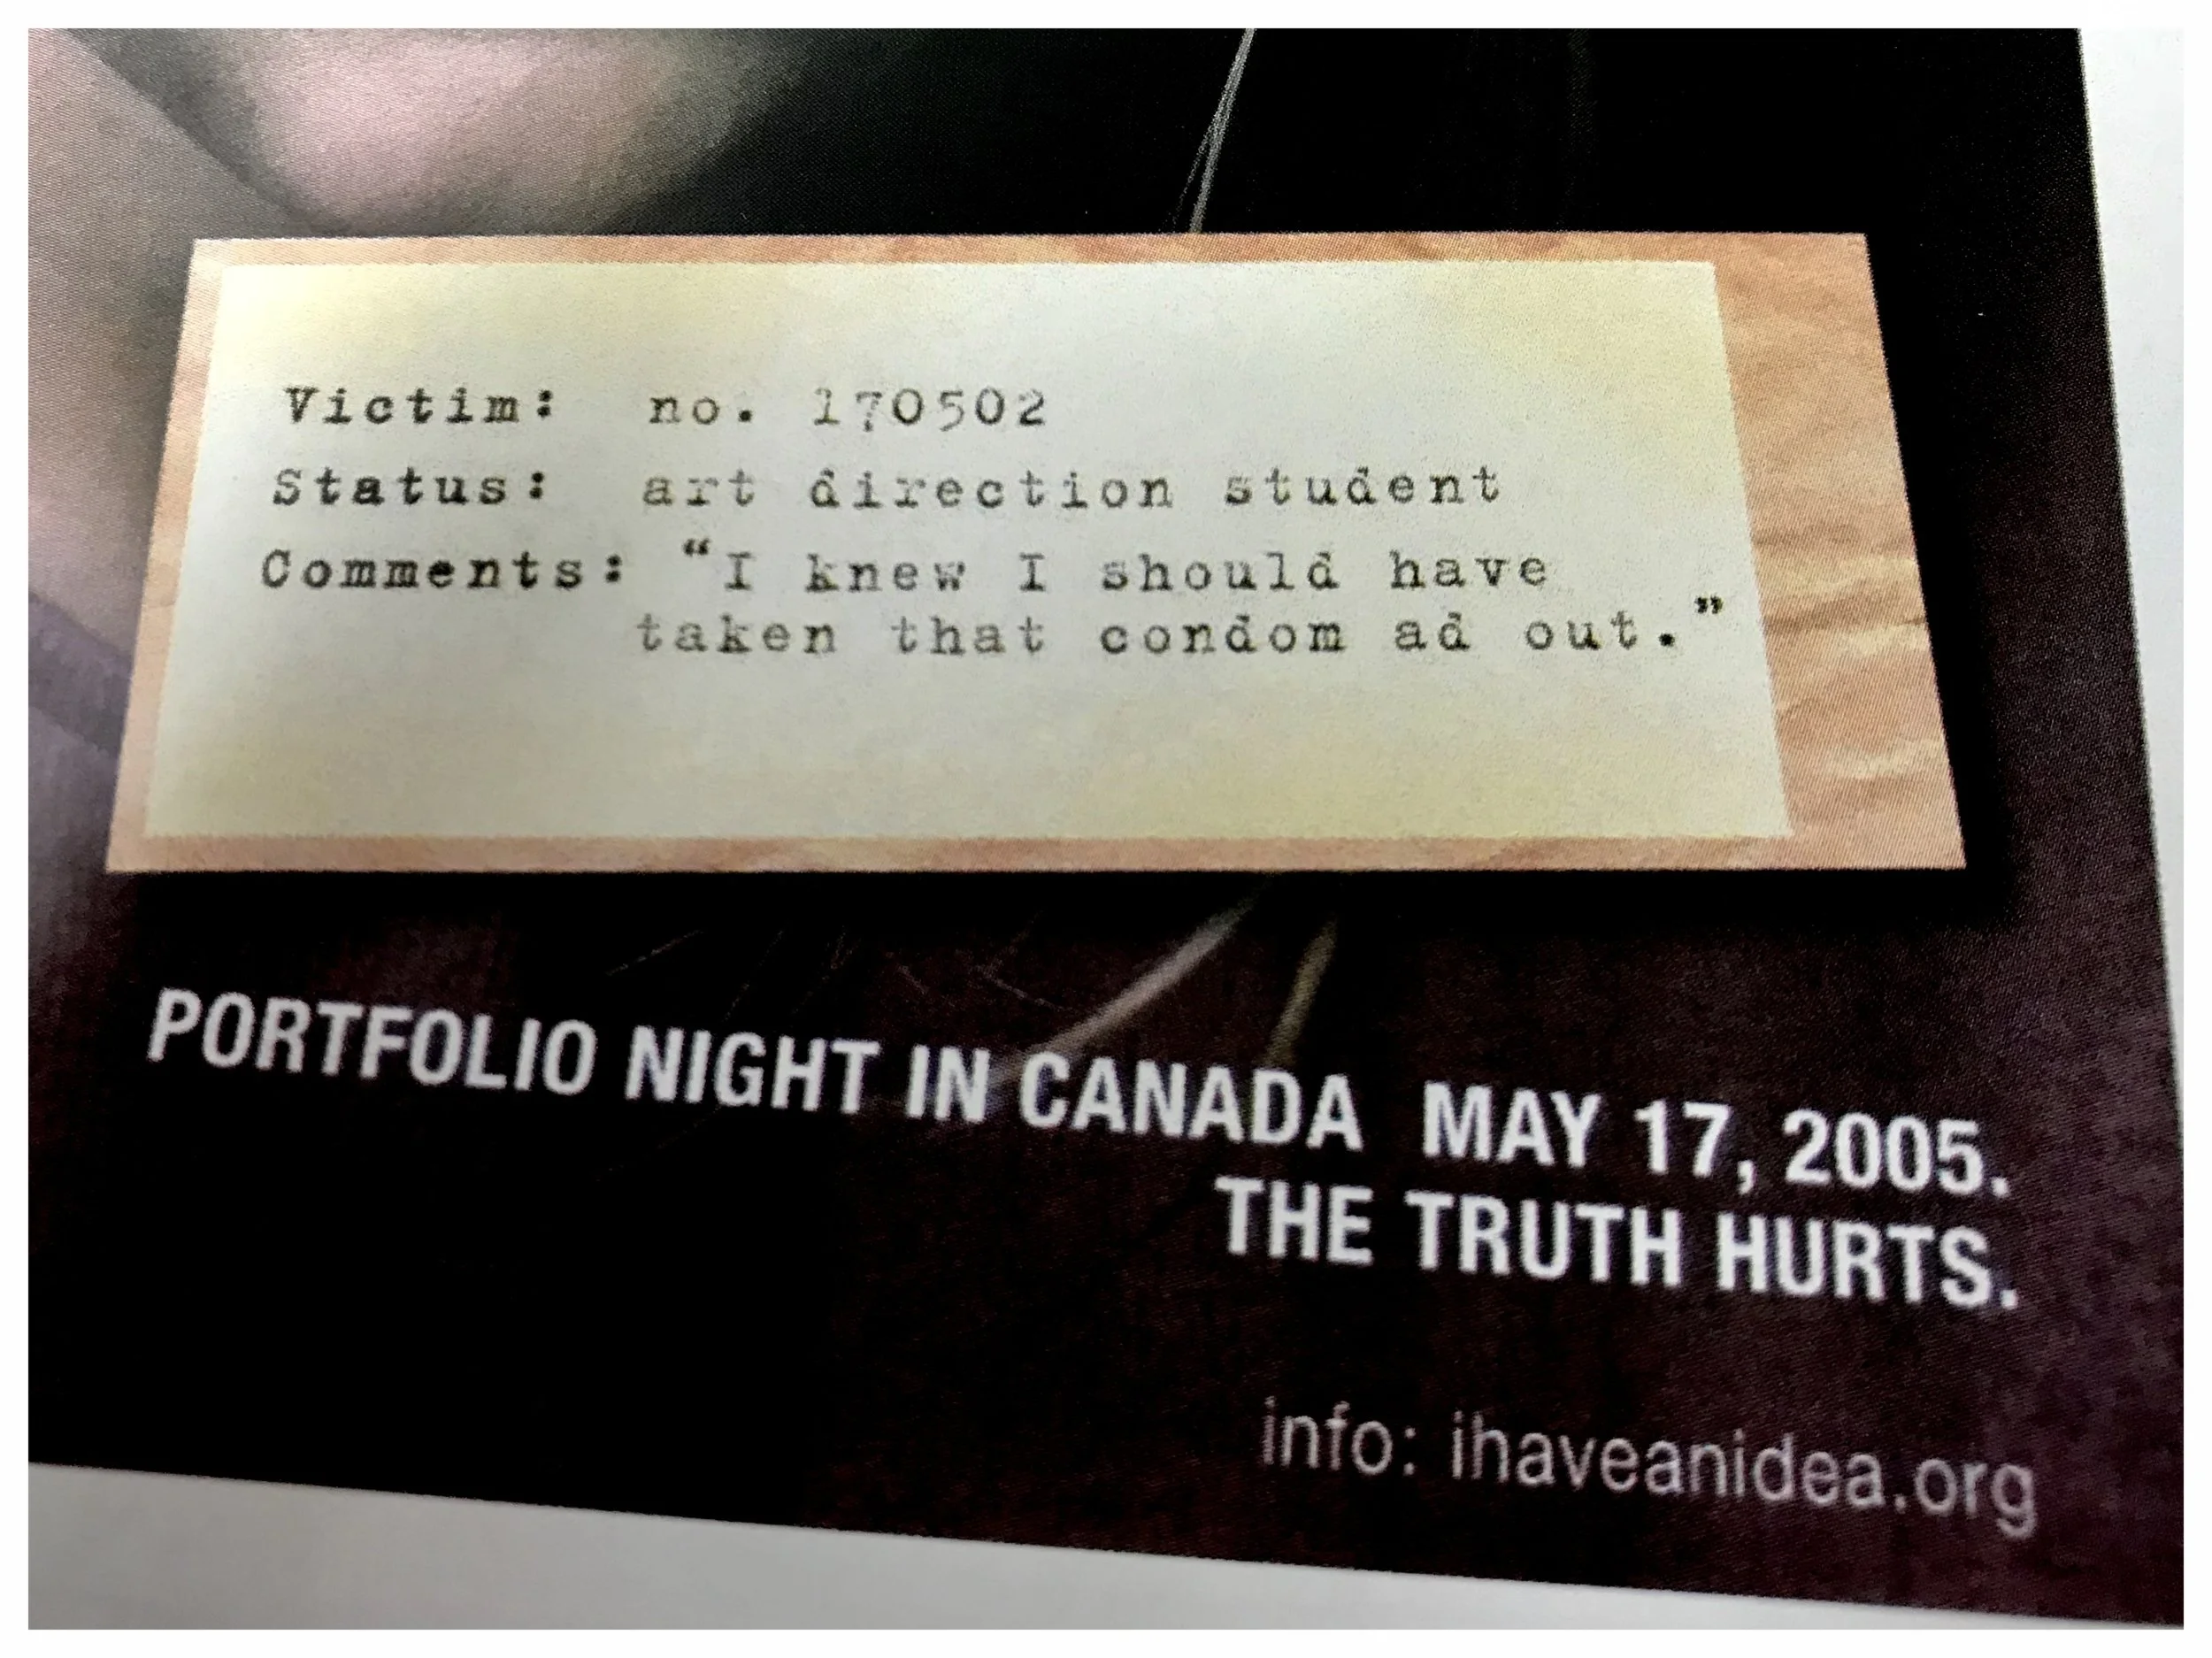 Victim: no. 170502
Status: art direction student
Comments: “I knew I should have
taken that condom ad out.”
PORTFOLIO NIGHT IN CANADA MAY 17, 2005.
THE TRUTH HURTS.
info: ihaveanidea.org